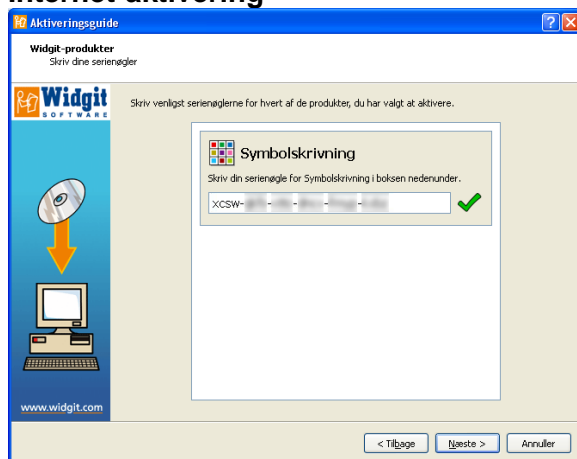 Internet aktivering
Aktiveringsguide
Widgit-produkter
Skriv dine serienøgler
Widgit
SOFTWARE
Skriv venligst serienøglerne for hvert af de produkter, du har valgt at aktivere.
Symbolskrivning
Skriv din serienøgle for Symbolskrivning i boksen nedenunder.
xcsw-
www.widgit.com
< Tilbage
Næste >
Annuller